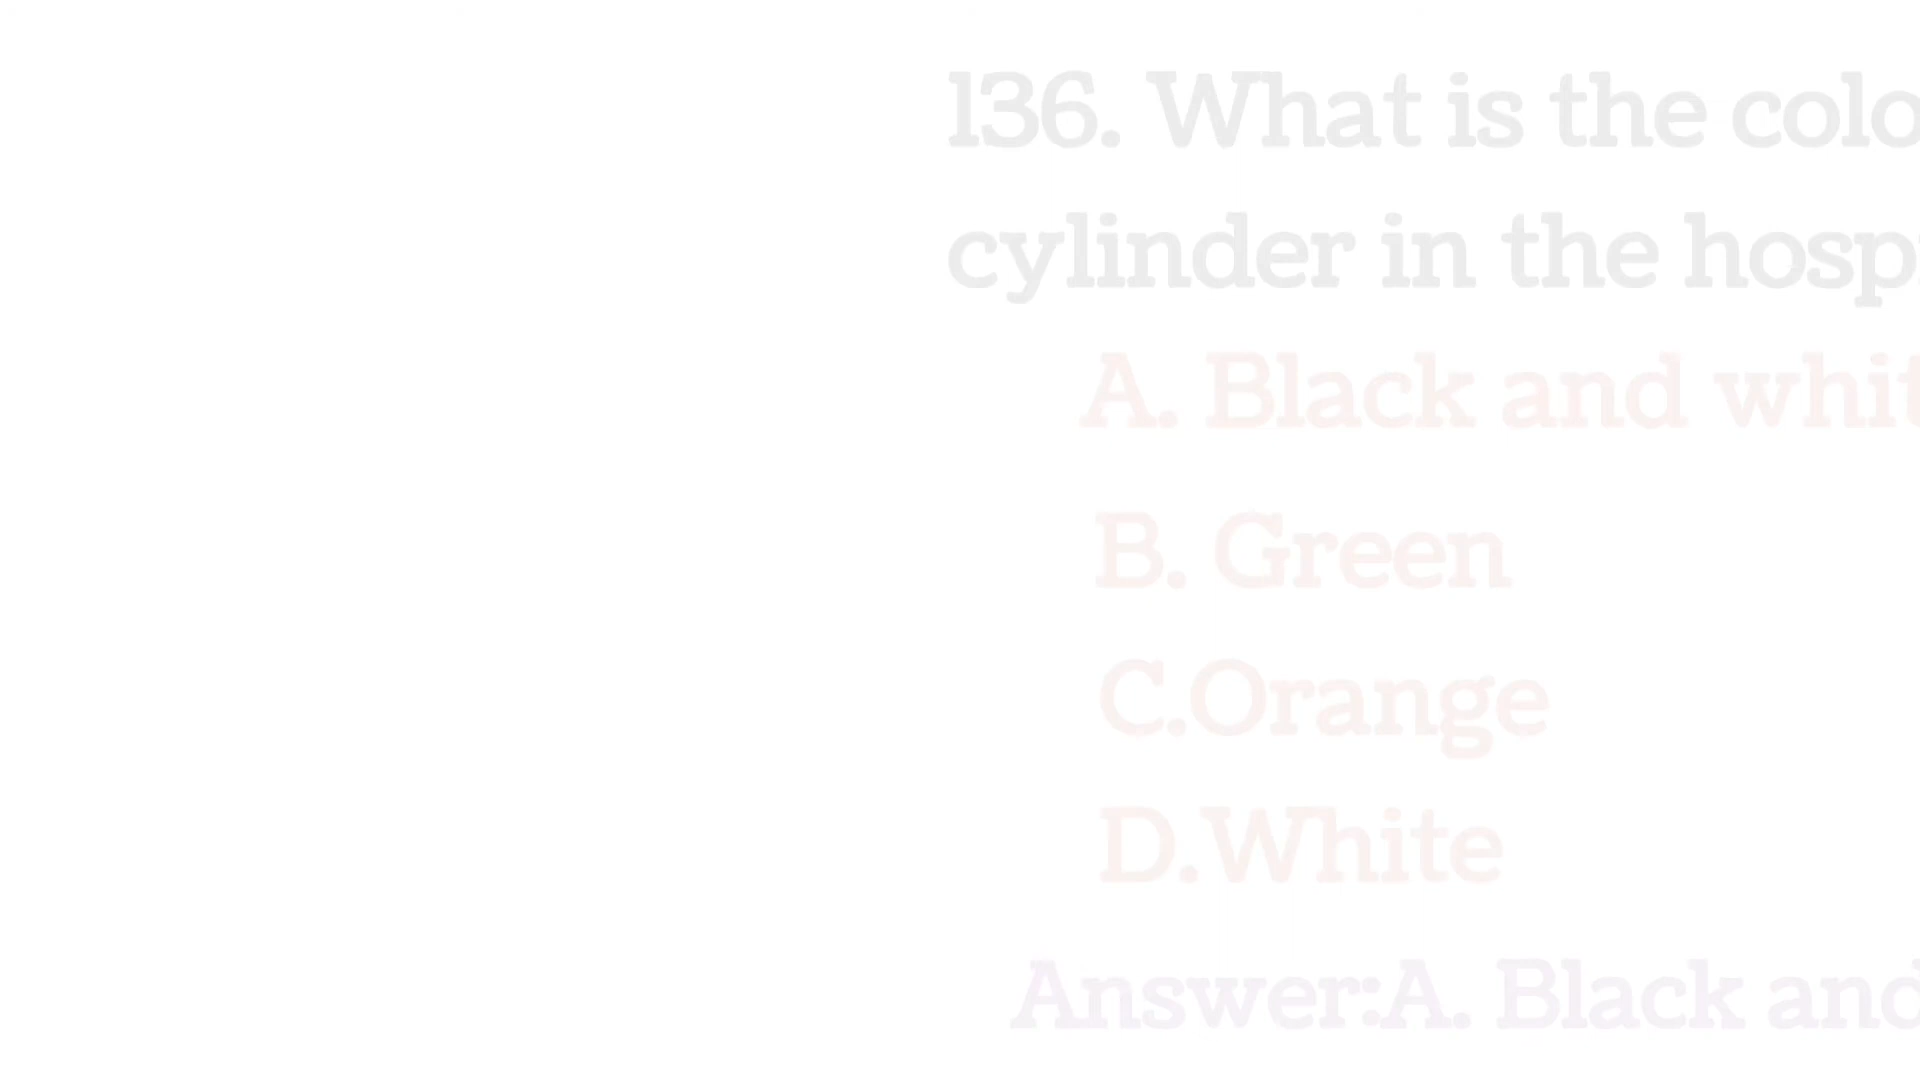 136. What is the colo
cylinder in the hosp
A. Black and whit
B. Green
C.Orange
D.White
Answer:A. Black and